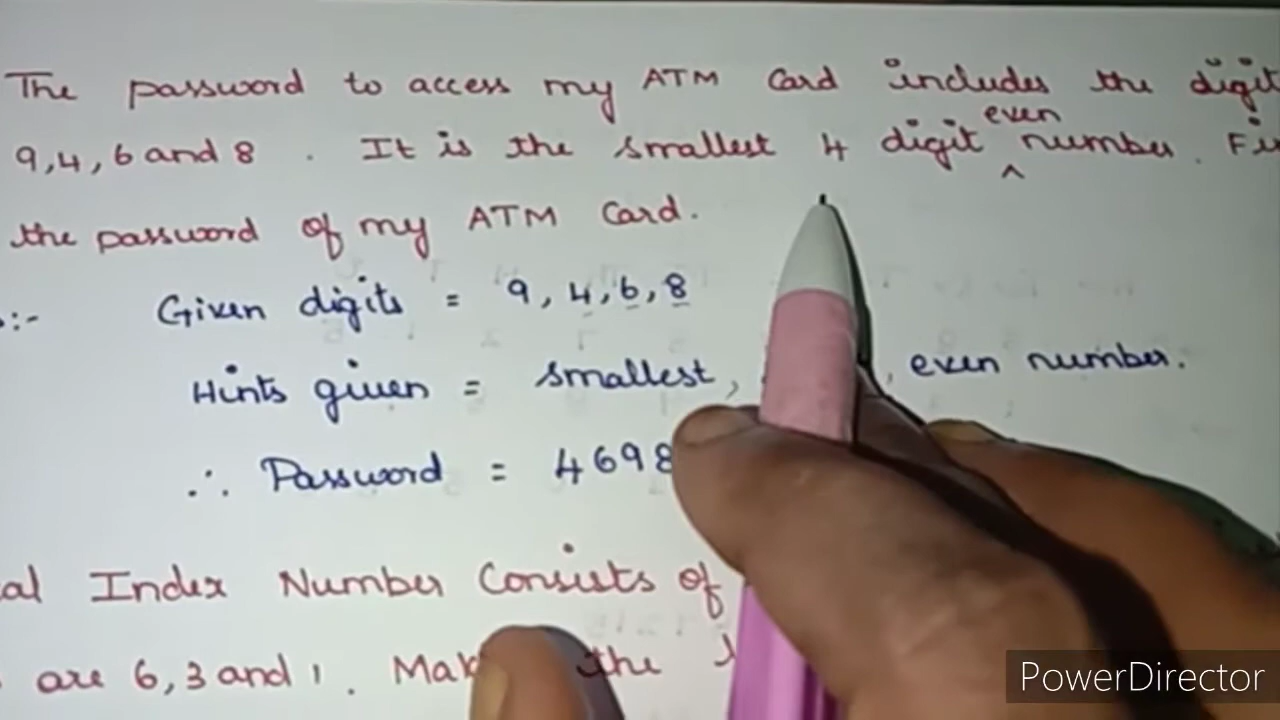 The password to access my ATM Card includes the digit
9, 4, 6 and 8 . It is the smallest 4 digit even number. Fi
the password of my ATM Card.
:- Given digits = 9, 4, 6, 8
Hints given = smallest, , even number.
∴ Password = 4698
al Index Number Consists of
are 6, 3 and 1. Mak the
PowerDirector